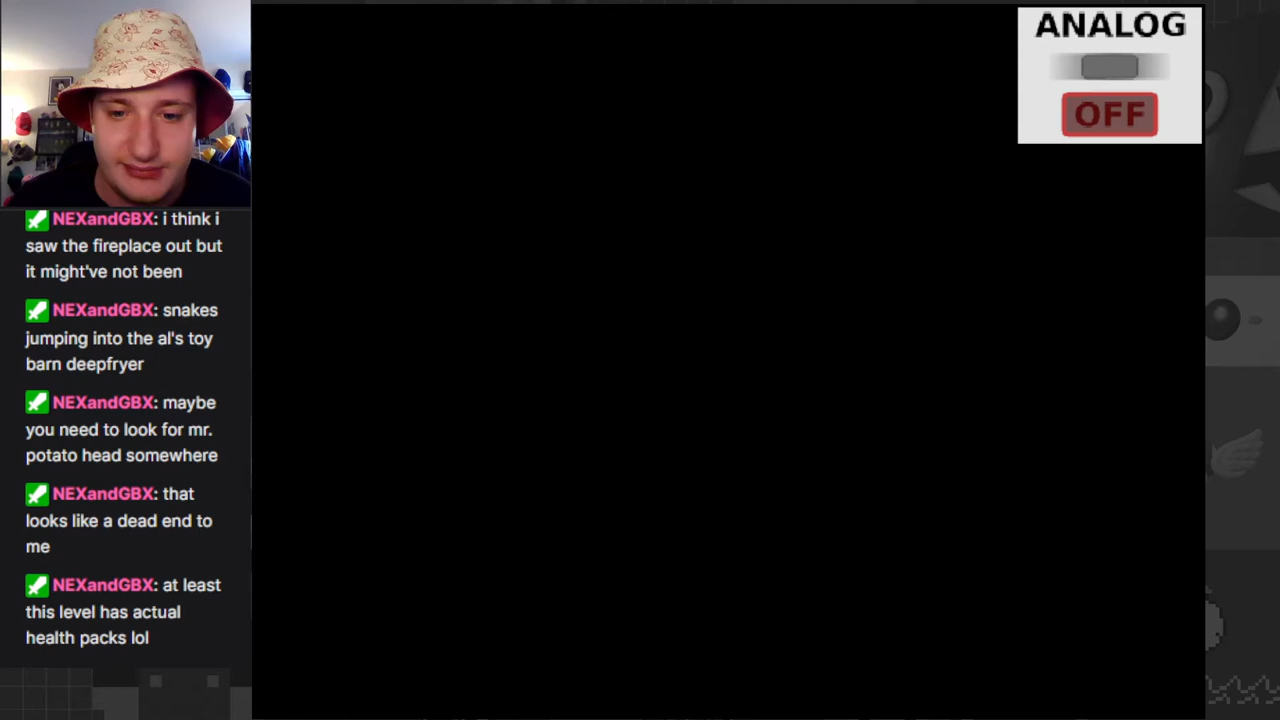 ANALOG
OFF
NEXandGBX: i think i
saw the fireplace out but
it might've not been
NEXandGBX: snakes
jumping into the al's toy
barn deepfryer
NEXandGBX: maybe
you need to look for mr.
potato head somewhere
NEXandGBX: that
looks like a dead end to
me
NEXandGBX: at least
this level has actual
health packs lol